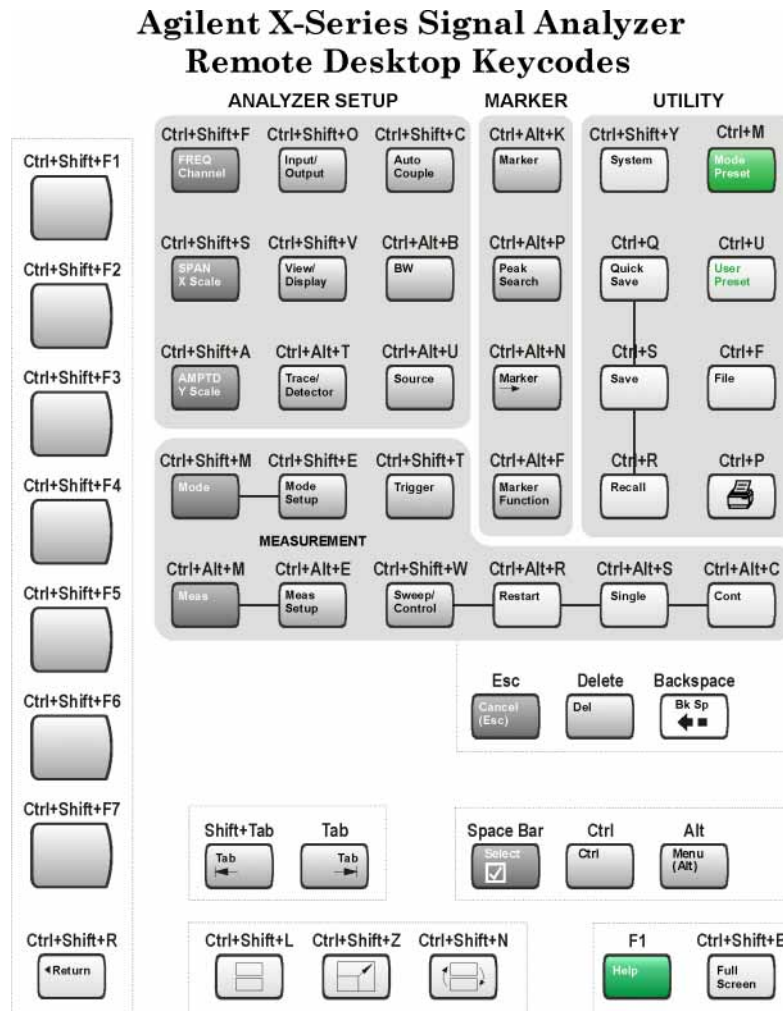 Agilent X-Series Signal Analyzer
Remote Desktop Keycodes
ANALYZER SETUP MARKER UTILITY
Ctrl+Shift+F Ctrl+Shift+O Ctrl+Shift+C Ctrl+Alt+K Ctrl+Shift+Y Ctrl+M
Ctrl+Shift+F1
FREQ Input/ Auto Marker System Mode
Channel Output Couple Preset
Ctrl+Shift+S Ctrl+Shift+V Ctrl+Alt+B Ctrl+Alt+P Ctrl+Q Ctrl+U
Ctrl+Shift+F2
SPAN View/ BW Peak Quick User
X Scale Display Search Save Preset
Ctrl+Shift+A Ctrl+Alt+T Ctrl+Alt+U Ctrl+Alt+N Ctrl+S Ctrl+F
Ctrl+Shift+F3
AMPTD Trace/ Source Marker Save File
Y Scale Detector
Ctrl+Shift+M Ctrl+Shift+E Ctrl+Shift+T Ctrl+Alt+F Ctrl+R Ctrl+P
Ctrl+Shift+F4
Mode Mode Trigger Marker Recall
Setup Function
MEASUREMENT
Ctrl+Alt+M Ctrl+Alt+E Ctrl+Shift+W Ctrl+Alt+R Ctrl+Alt+S Ctrl+Alt+C
Ctrl+Shift+F5
Meas Meas Sweep/ Restart Single Cont
Setup Control
Esc Delete Backspace
Ctrl+Shift+F6
Cancel Del Bk Sp
(Esc)
Ctrl+Shift+F7
Shift+Tab Tab Space Bar Ctrl Alt
Tab Tab Select Ctrl Menu
(Alt)
Ctrl+Shift+R Ctrl+Shift+L Ctrl+Shift+Z Ctrl+Shift+N F1 Ctrl+Shift+B
Return Help Full
Screen